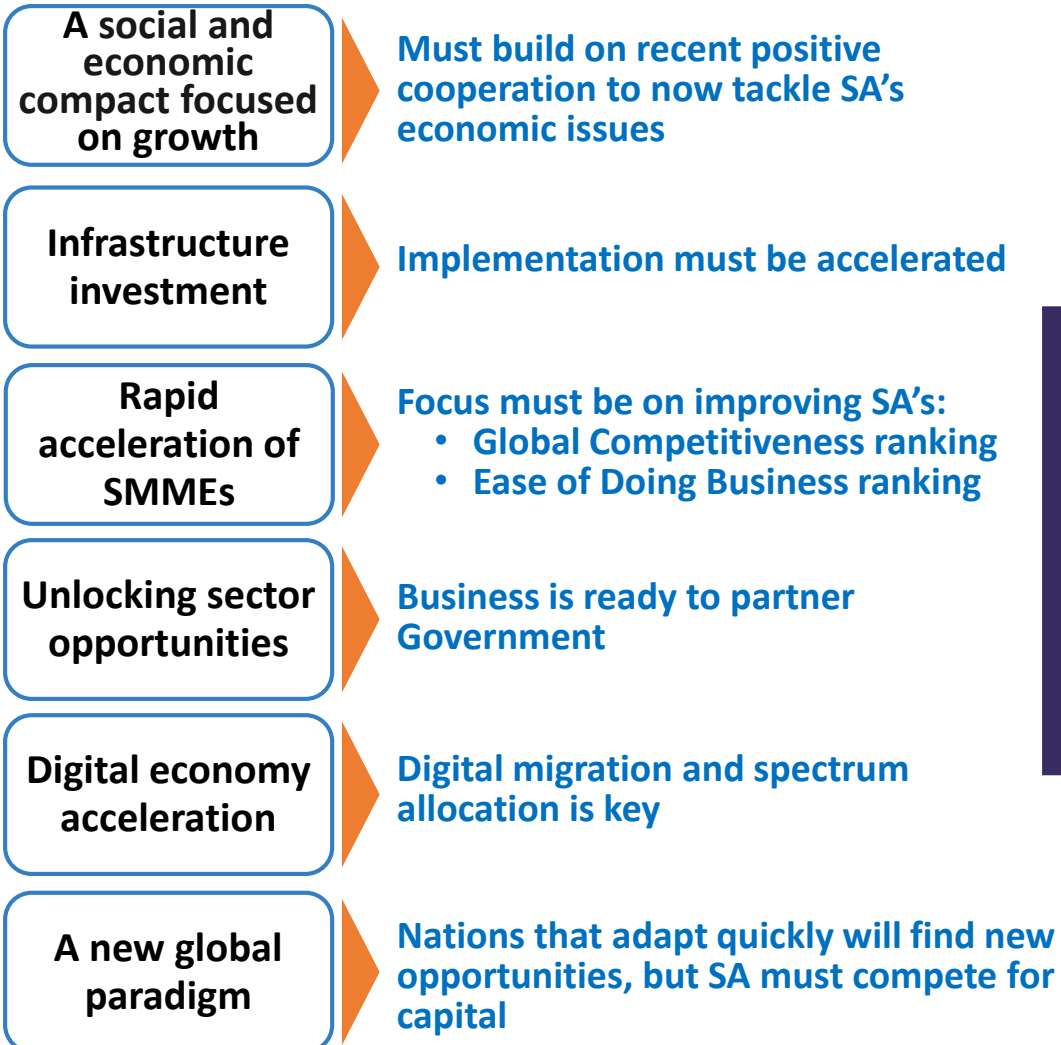 A social and
economic
compact focused
on growth
Must build on recent positive
cooperation to now tackle SA’s
economic issues
Infrastructure
investment
Implementation must be accelerated
Rapid
acceleration of
SMMEs
Focus must be on improving SA’s:
• Global Competitiveness ranking
• Ease of Doing Business ranking
Unlocking sector
opportunities
Business is ready to partner
Government
Digital economy
acceleration
Digital migration and spectrum
allocation is key
A new global
paradigm
Nations that adapt quickly will find new
opportunities, but SA must compete for
capital